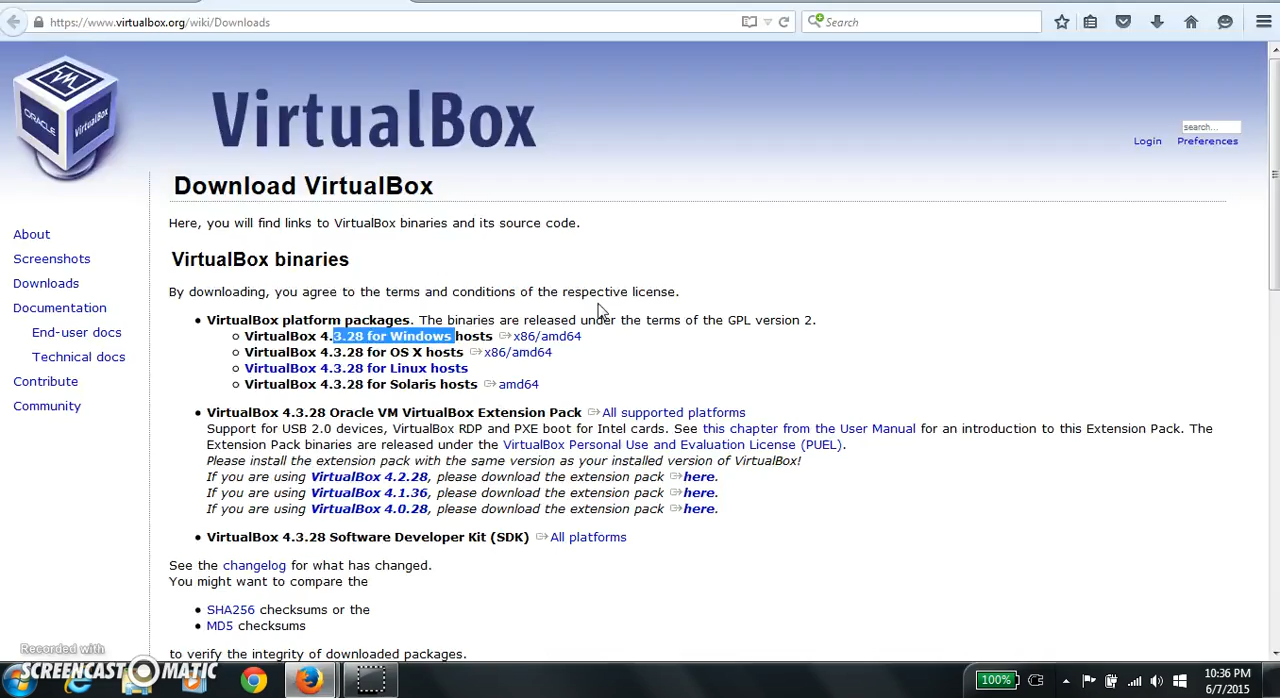 https://www.virtualbox.org/wiki/Downloads
Search
ORACLE
VirtualBox
VirtualBox
search...
Login Preferences
Download VirtualBox
Here, you will find links to VirtualBox binaries and its source code.
About
Screenshots
Downloads
Documentation
End-user docs
Technical docs
Contribute
Community
VirtualBox binaries
By downloading, you agree to the terms and conditions of the respective license.
• VirtualBox platform packages. The binaries are released under the terms of the GPL version 2.
VirtualBox 4.3.28 for Windows hosts x86/amd64
VirtualBox 4.3.28 for OS X hosts x86/amd64
VirtualBox 4.3.28 for Linux hosts
VirtualBox 4.3.28 for Solaris hosts amd64
• VirtualBox 4.3.28 Oracle VM VirtualBox Extension Pack All supported platforms
Support for USB 2.0 devices, VirtualBox RDP and PXE boot for Intel cards. See this chapter from the User Manual for an introduction to this Extension Pack. The
Extension Pack binaries are released under the VirtualBox Personal Use and Evaluation License (PUEL).
Please install the extension pack with the same version as your installed version of VirtualBox!
If you are using VirtualBox 4.2.28, please download the extension pack here.
If you are using VirtualBox 4.1.36, please download the extension pack here.
If you are using VirtualBox 4.0.28, please download the extension pack here.
• VirtualBox 4.3.28 Software Developer Kit (SDK) All platforms
See the changelog for what has changed.
You might want to compare the
• SHA256 checksums or the
• MD5 checksums
to verify the integrity of downloaded packages.
Recorded with
SCREENCAST MATIC
100%
10:36 PM
6/7/2015